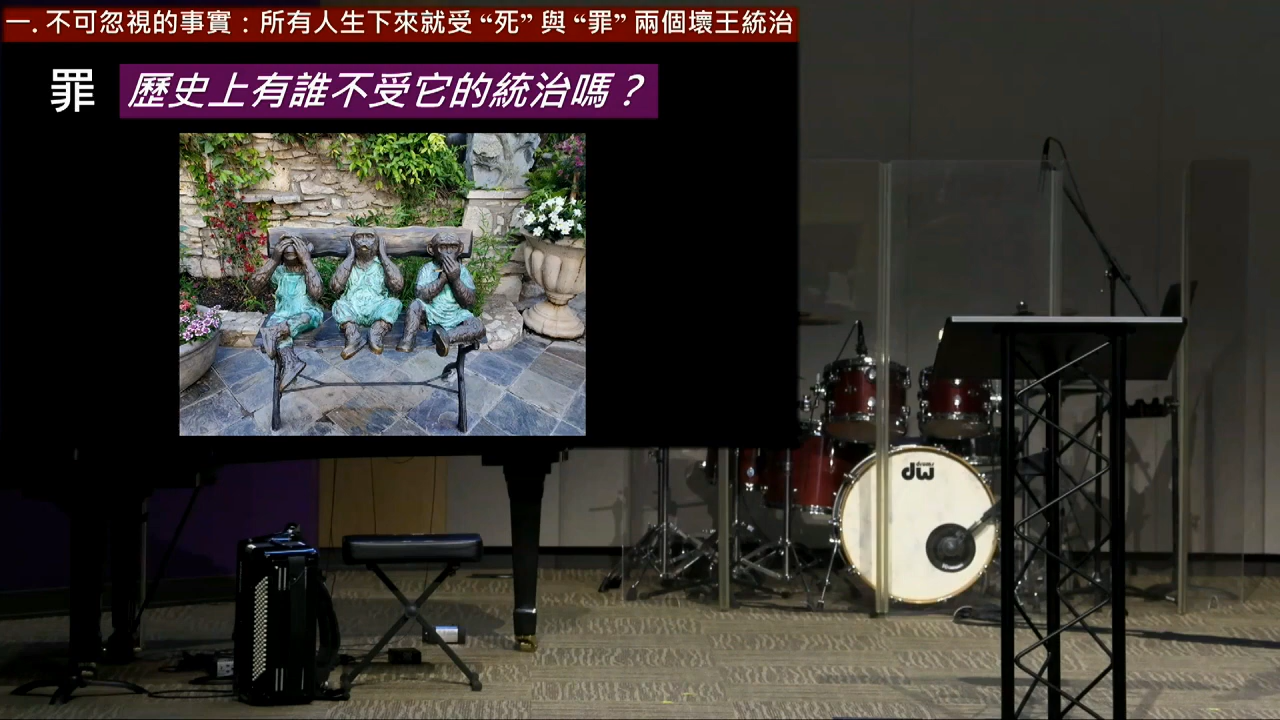 一. 不可忽視的事實：所有人生下來就受 “死” 與 “罪” 兩個壞王統治
罪 歷史上有誰不受它的統治嗎？
drums
dw